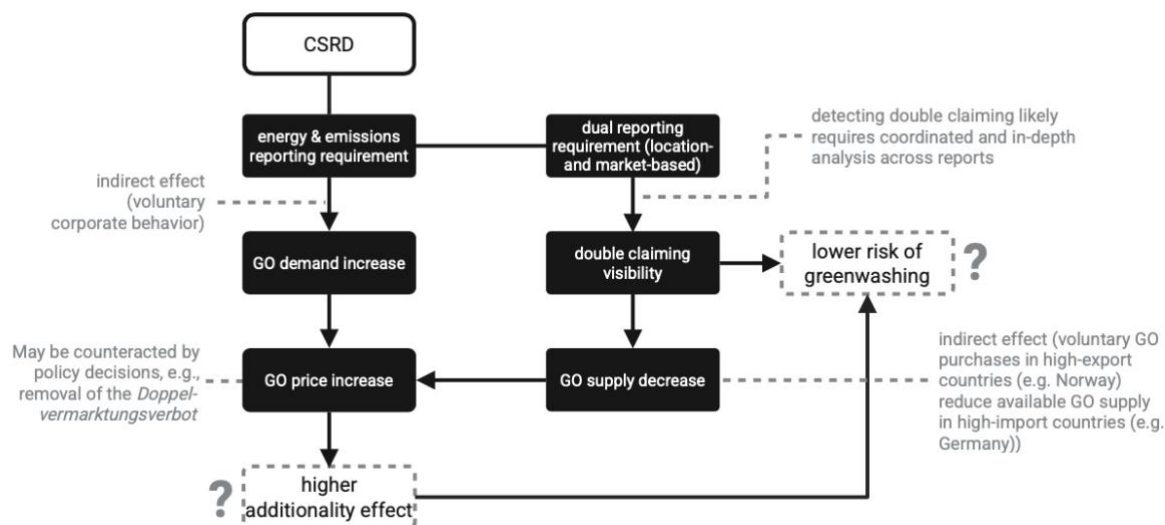 CSRD
energy & emissions
reporting requirement
dual reporting
requirement (location-
and market-based)
detecting double claiming likely
requires coordinated and in-depth
analysis across reports
indirect effect
(voluntary
corporate behavior)
GO demand increase
double claiming
visibility
lower risk of
greenwashing
?
May be counteracted by
policy decisions, e.g.,
removal of the Doppel-
vermarktungsverbot
GO price increase
GO supply decrease
indirect effect (voluntary GO
purchases in high-export
countries (e.g. Norway)
reduce available GO supply
in high-import countries (e.g.
Germany))
?
higher
additionality effect